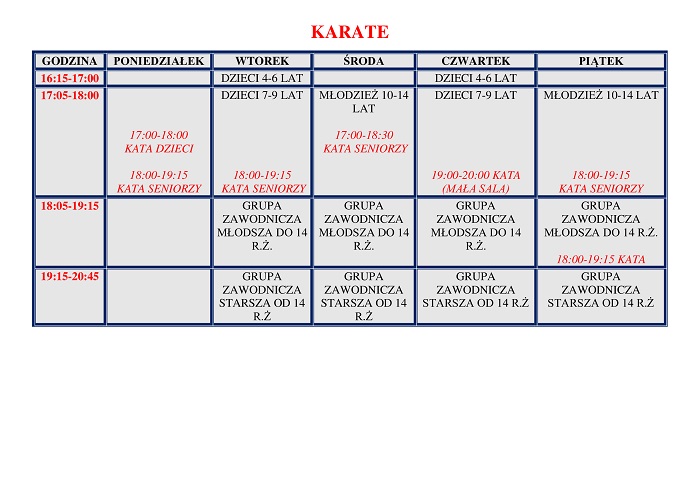 KARATE
GODZINA PONIEDZIAŁEK WTOREK ŚRODA CZWARTEK PIĄTEK
16:15-17:00 DZIECI 4-6 LAT DZIECI 4-6 LAT
17:05-18:00 DZIECI 7-9 LAT MŁODZIEŻ 10-14 DZIECI 7-9 LAT MŁODZIEŻ 10-14 LAT
LAT
17:00-18:00 17:00-18:30
KATA DZIECI KATA SENIORZY
18:00-19:15 18:00-19:15 19:00-20:00 KATA 18:00-19:15
KATA SENIORZY KATA SENIORZY (MAŁA SALA) KATA SENIORZY
18:05-19:15 GRUPA GRUPA GRUPA GRUPA
ZAWODNICZA ZAWODNICZA ZAWODNICZA ZAWODNICZA
MŁODSZA DO 14 MŁODSZA DO 14 MŁODSZA DO 14 MŁODSZA DO 14 R.Ż.
R.Ż. R.Ż. R.Ż.
18:00-19:15 KATA
19:15-20:45 GRUPA GRUPA GRUPA GRUPA
ZAWODNICZA ZAWODNICZA ZAWODNICZA ZAWODNICZA
STARSZA OD 14 STARSZA OD 14 STARSZA OD 14 R.Ż STARSZA OD 14 R.Ż
R.Ż R.Ż